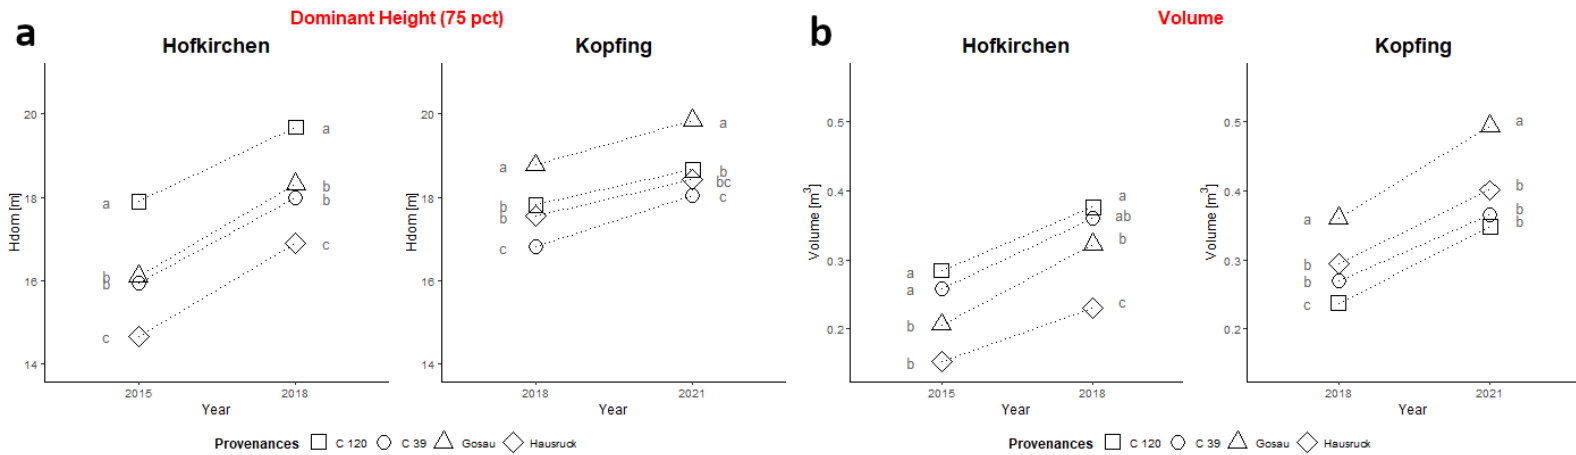 a
Dominant Height (75 pct)
Hofkirchen
Kopfing
Hdom [m]
20
18
16
14
a
b
b
c
a
b
b
c
2015
2018
Year
Hdom [m]
20
18
16
14
a
b
b
c
a
b
bc
c
2018
2021
Year
Provenances C 120 C 39 Gosau Hausruck
b
Volume
Hofkirchen
Kopfing
Volume [m³]
0.5
0.4
0.3
0.2
a
a
b
b
a
ab
b
c
2015
2018
Year
Volume [m³]
0.5
0.4
0.3
0.2
a
b
b
c
a
b
b
b
2018
2021
Year
Provenances C 120 C 39 Gosau Hausruck